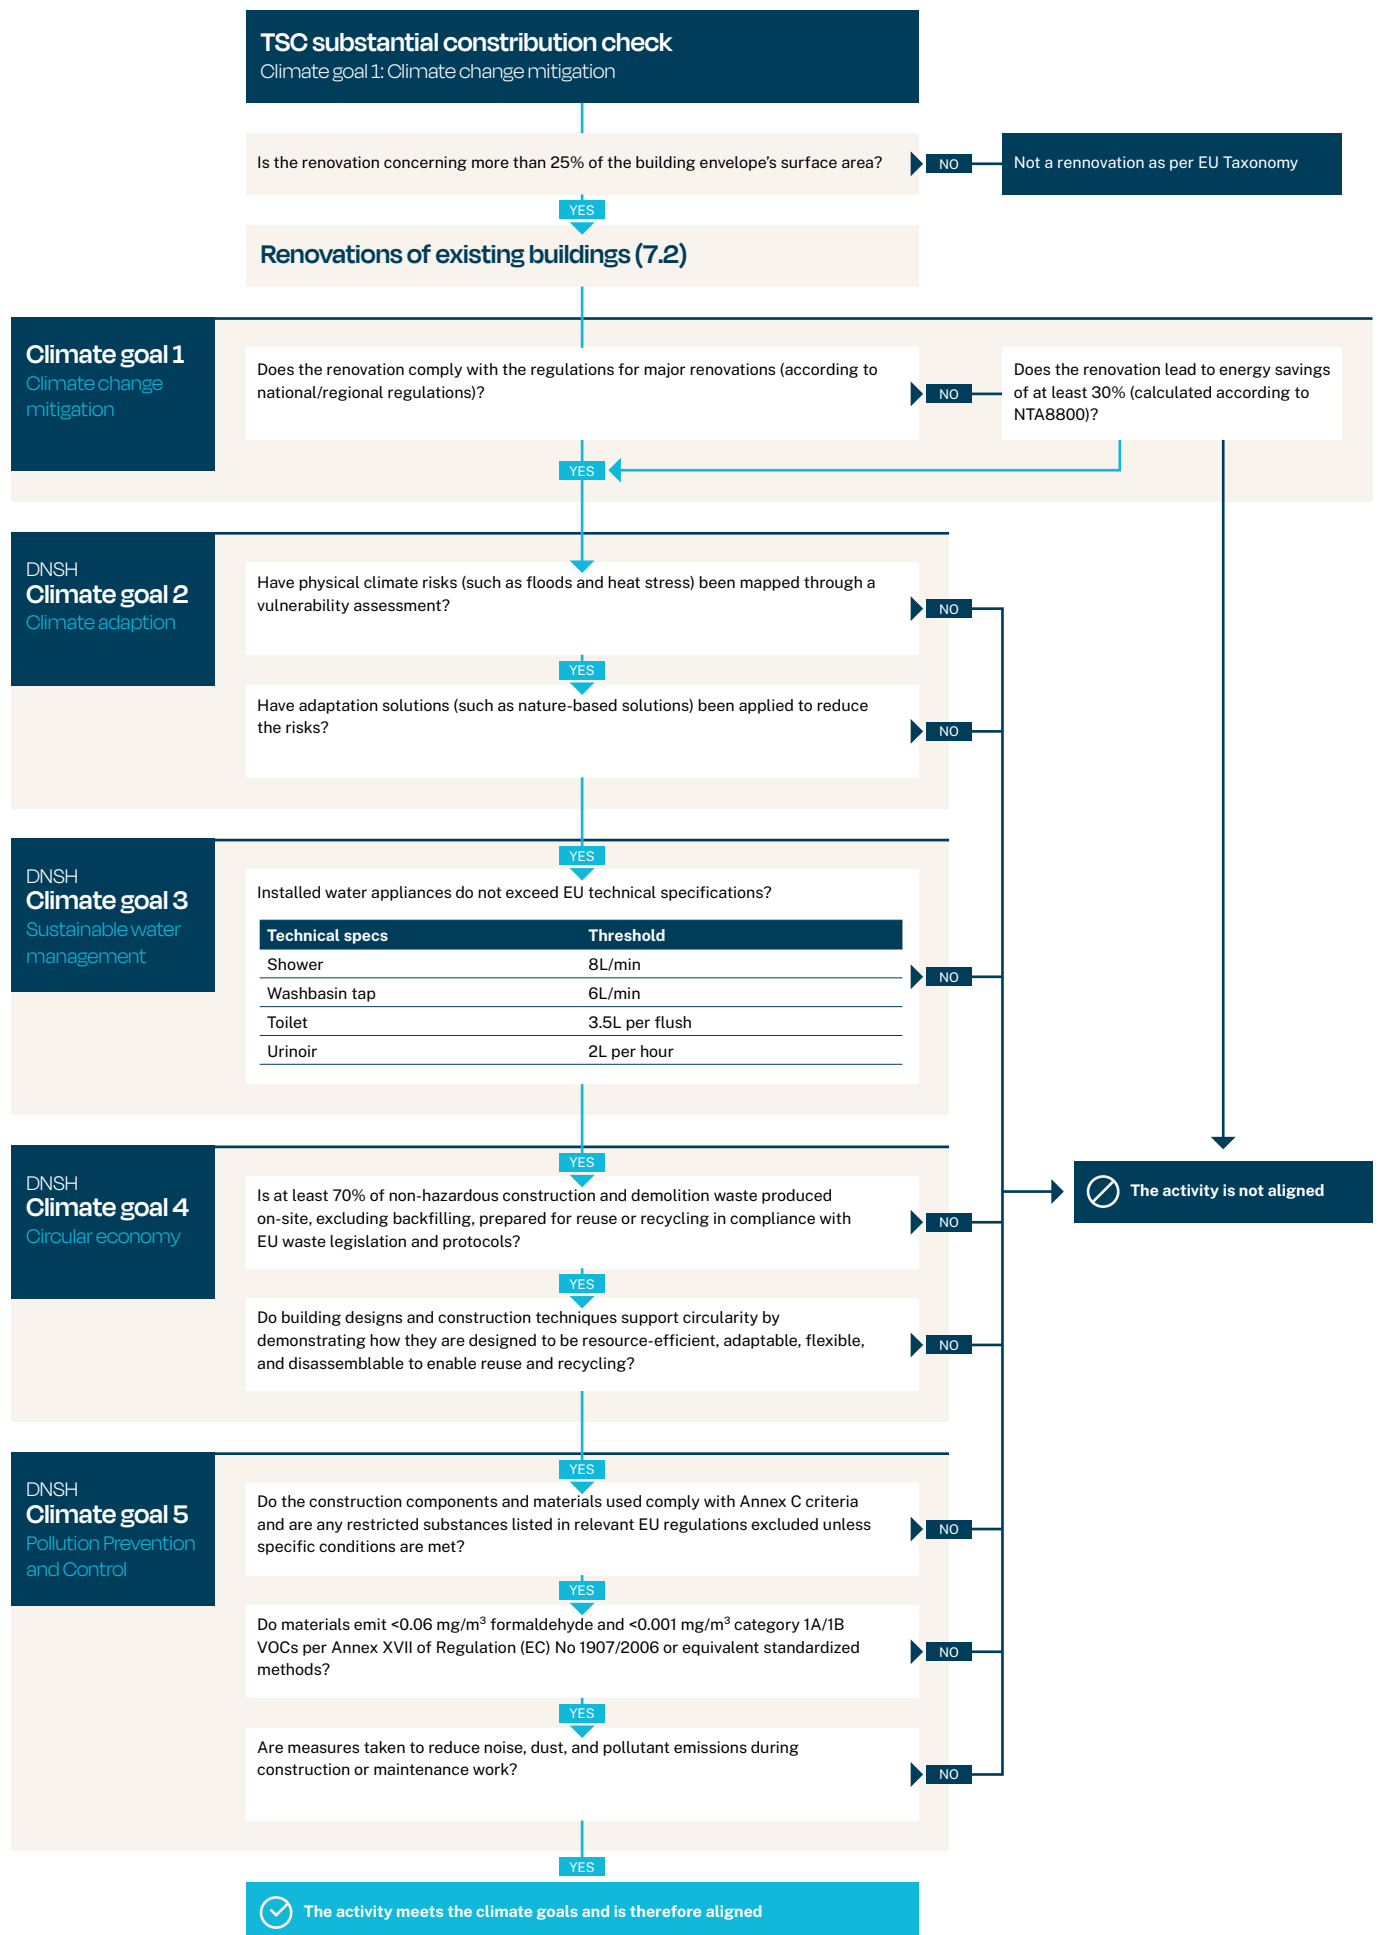 TSC substantial constribution check
Climate goal 1: Climate change mitigation
Is the renovation concerning more than 25% of the building envelope's surface area?
NO
Not a rennovation as per EU Taxonomy
YES
Renovations of existing buildings (7.2)
Climate goal 1
Climate change
mitigation
Does the renovation comply with the regulations for major renovations (according to
national/regional regulations)?
NO
Does the renovation lead to energy savings
of at least 30% (calculated according to
NTA8800)?
YES
DNSH
Climate goal 2
Climate adaption
Have physical climate risks (such as floods and heat stress) been mapped through a
vulnerability assessment?
NO
YES
Have adaptation solutions (such as nature-based solutions) been applied to reduce
the risks?
NO
YES
DNSH
Climate goal 3
Sustainable water
management
Installed water appliances do not exceed EU technical specifications?
Technical specs Threshold
Shower 8L/min
Washbasin tap 6L/min
Toilet 3.5L per flush
Urinoir 2L per hour
NO
YES
DNSH
Climate goal 4
Circular economy
Is at least 70% of non-hazardous construction and demolition waste produced
on-site, excluding backfilling, prepared for reuse or recycling in compliance with
EU waste legislation and protocols?
NO
The activity is not aligned
YES
Do building designs and construction techniques support circularity by
demonstrating how they are designed to be resource-efficient, adaptable, flexible,
and disassemblable to enable reuse and recycling?
NO
YES
DNSH
Climate goal 5
Pollution Prevention
and Control
Do the construction components and materials used comply with Annex C criteria
and are any restricted substances listed in relevant EU regulations excluded unless
specific conditions are met?
NO
YES
Do materials emit <0.06 mg/m³ formaldehyde and <0.001 mg/m³ category 1A/1B
VOCs per Annex XVII of Regulation (EC) No 1907/2006 or equivalent standardized
methods?
NO
YES
Are measures taken to reduce noise, dust, and pollutant emissions during
construction or maintenance work?
NO
YES
The activity meets the climate goals and is therefore aligned